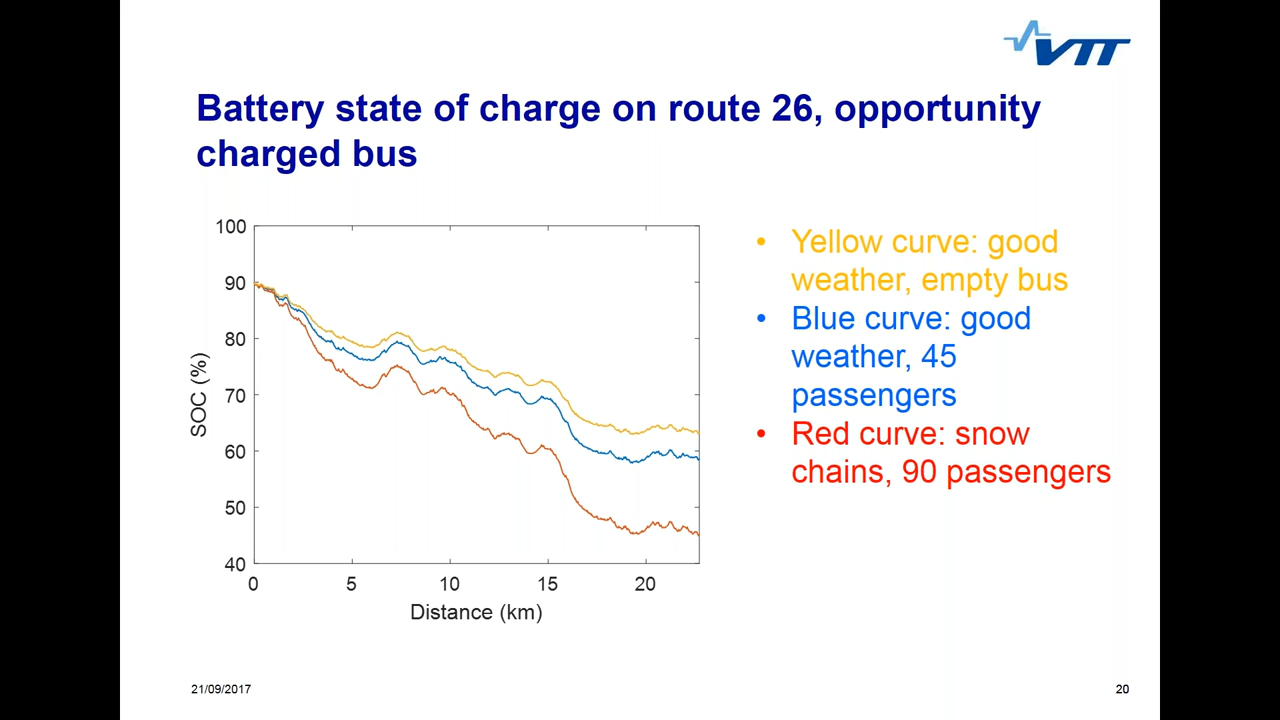 VTT
Battery state of charge on route 26, opportunity
charged bus
100
90
80
70
60
50
40
SOC (%)
0 5 10 15 20
Distance (km)
• Yellow curve: good
weather, empty bus
• Blue curve: good
weather, 45
passengers
• Red curve: snow
chains, 90 passengers
21/09/2017
20